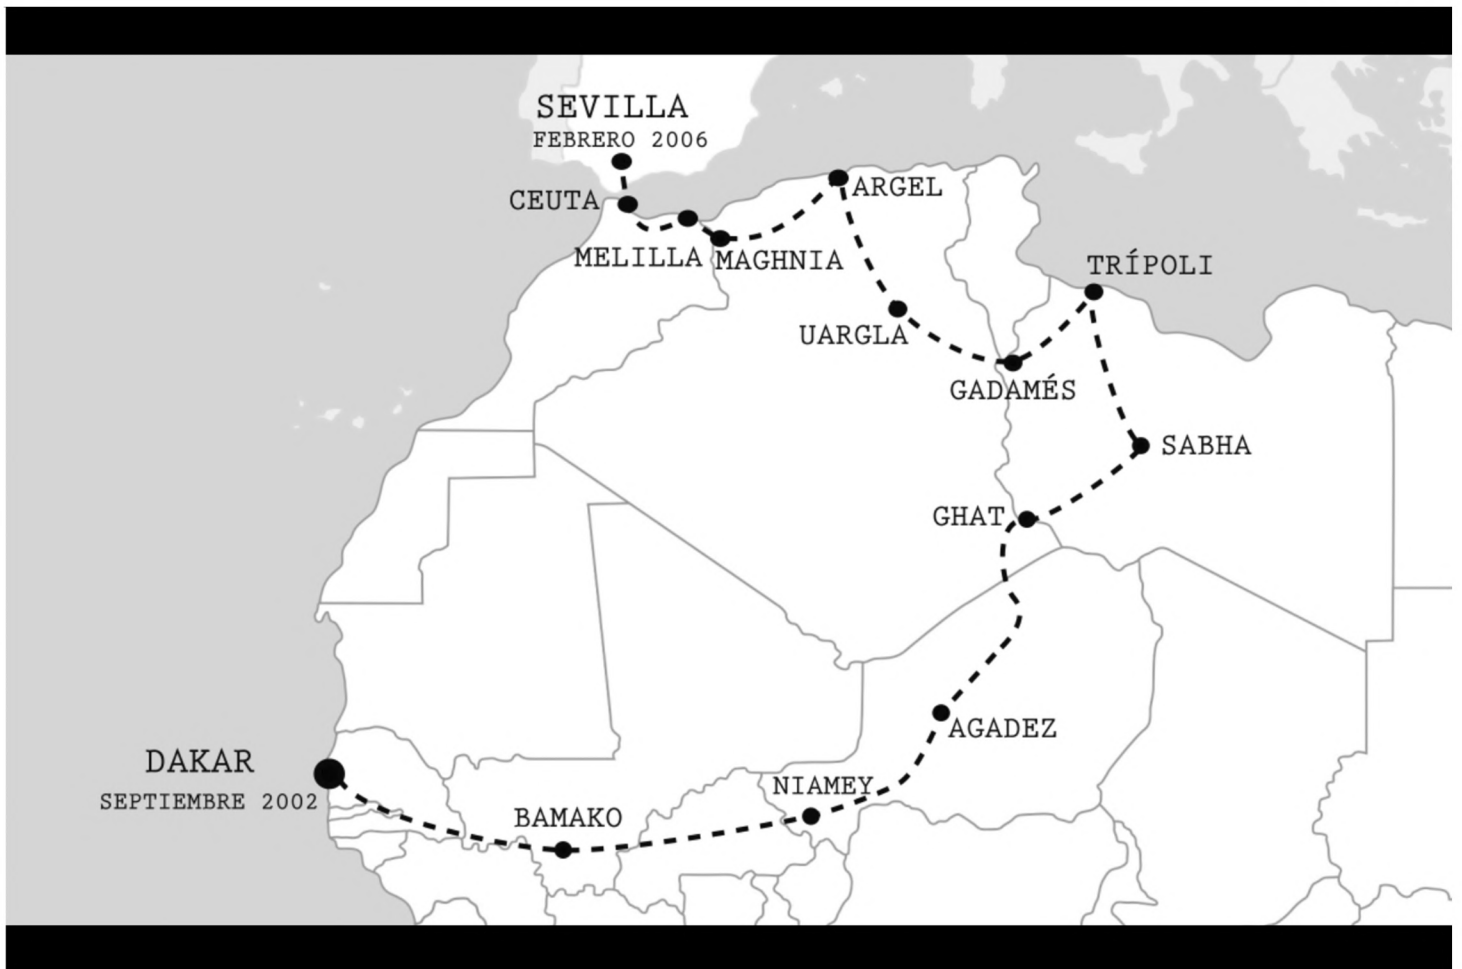 SEVILLA
FEBRERO 2006
CEUTA
ARGEL
MELILLA
MAGHNIA
TRÍPOLI
UARGLA
GADAMÉS
SABHA
GHAT
AGADEZ
DAKAR
SEPTIEMBRE 2002
NIAMEY
BAMAKO